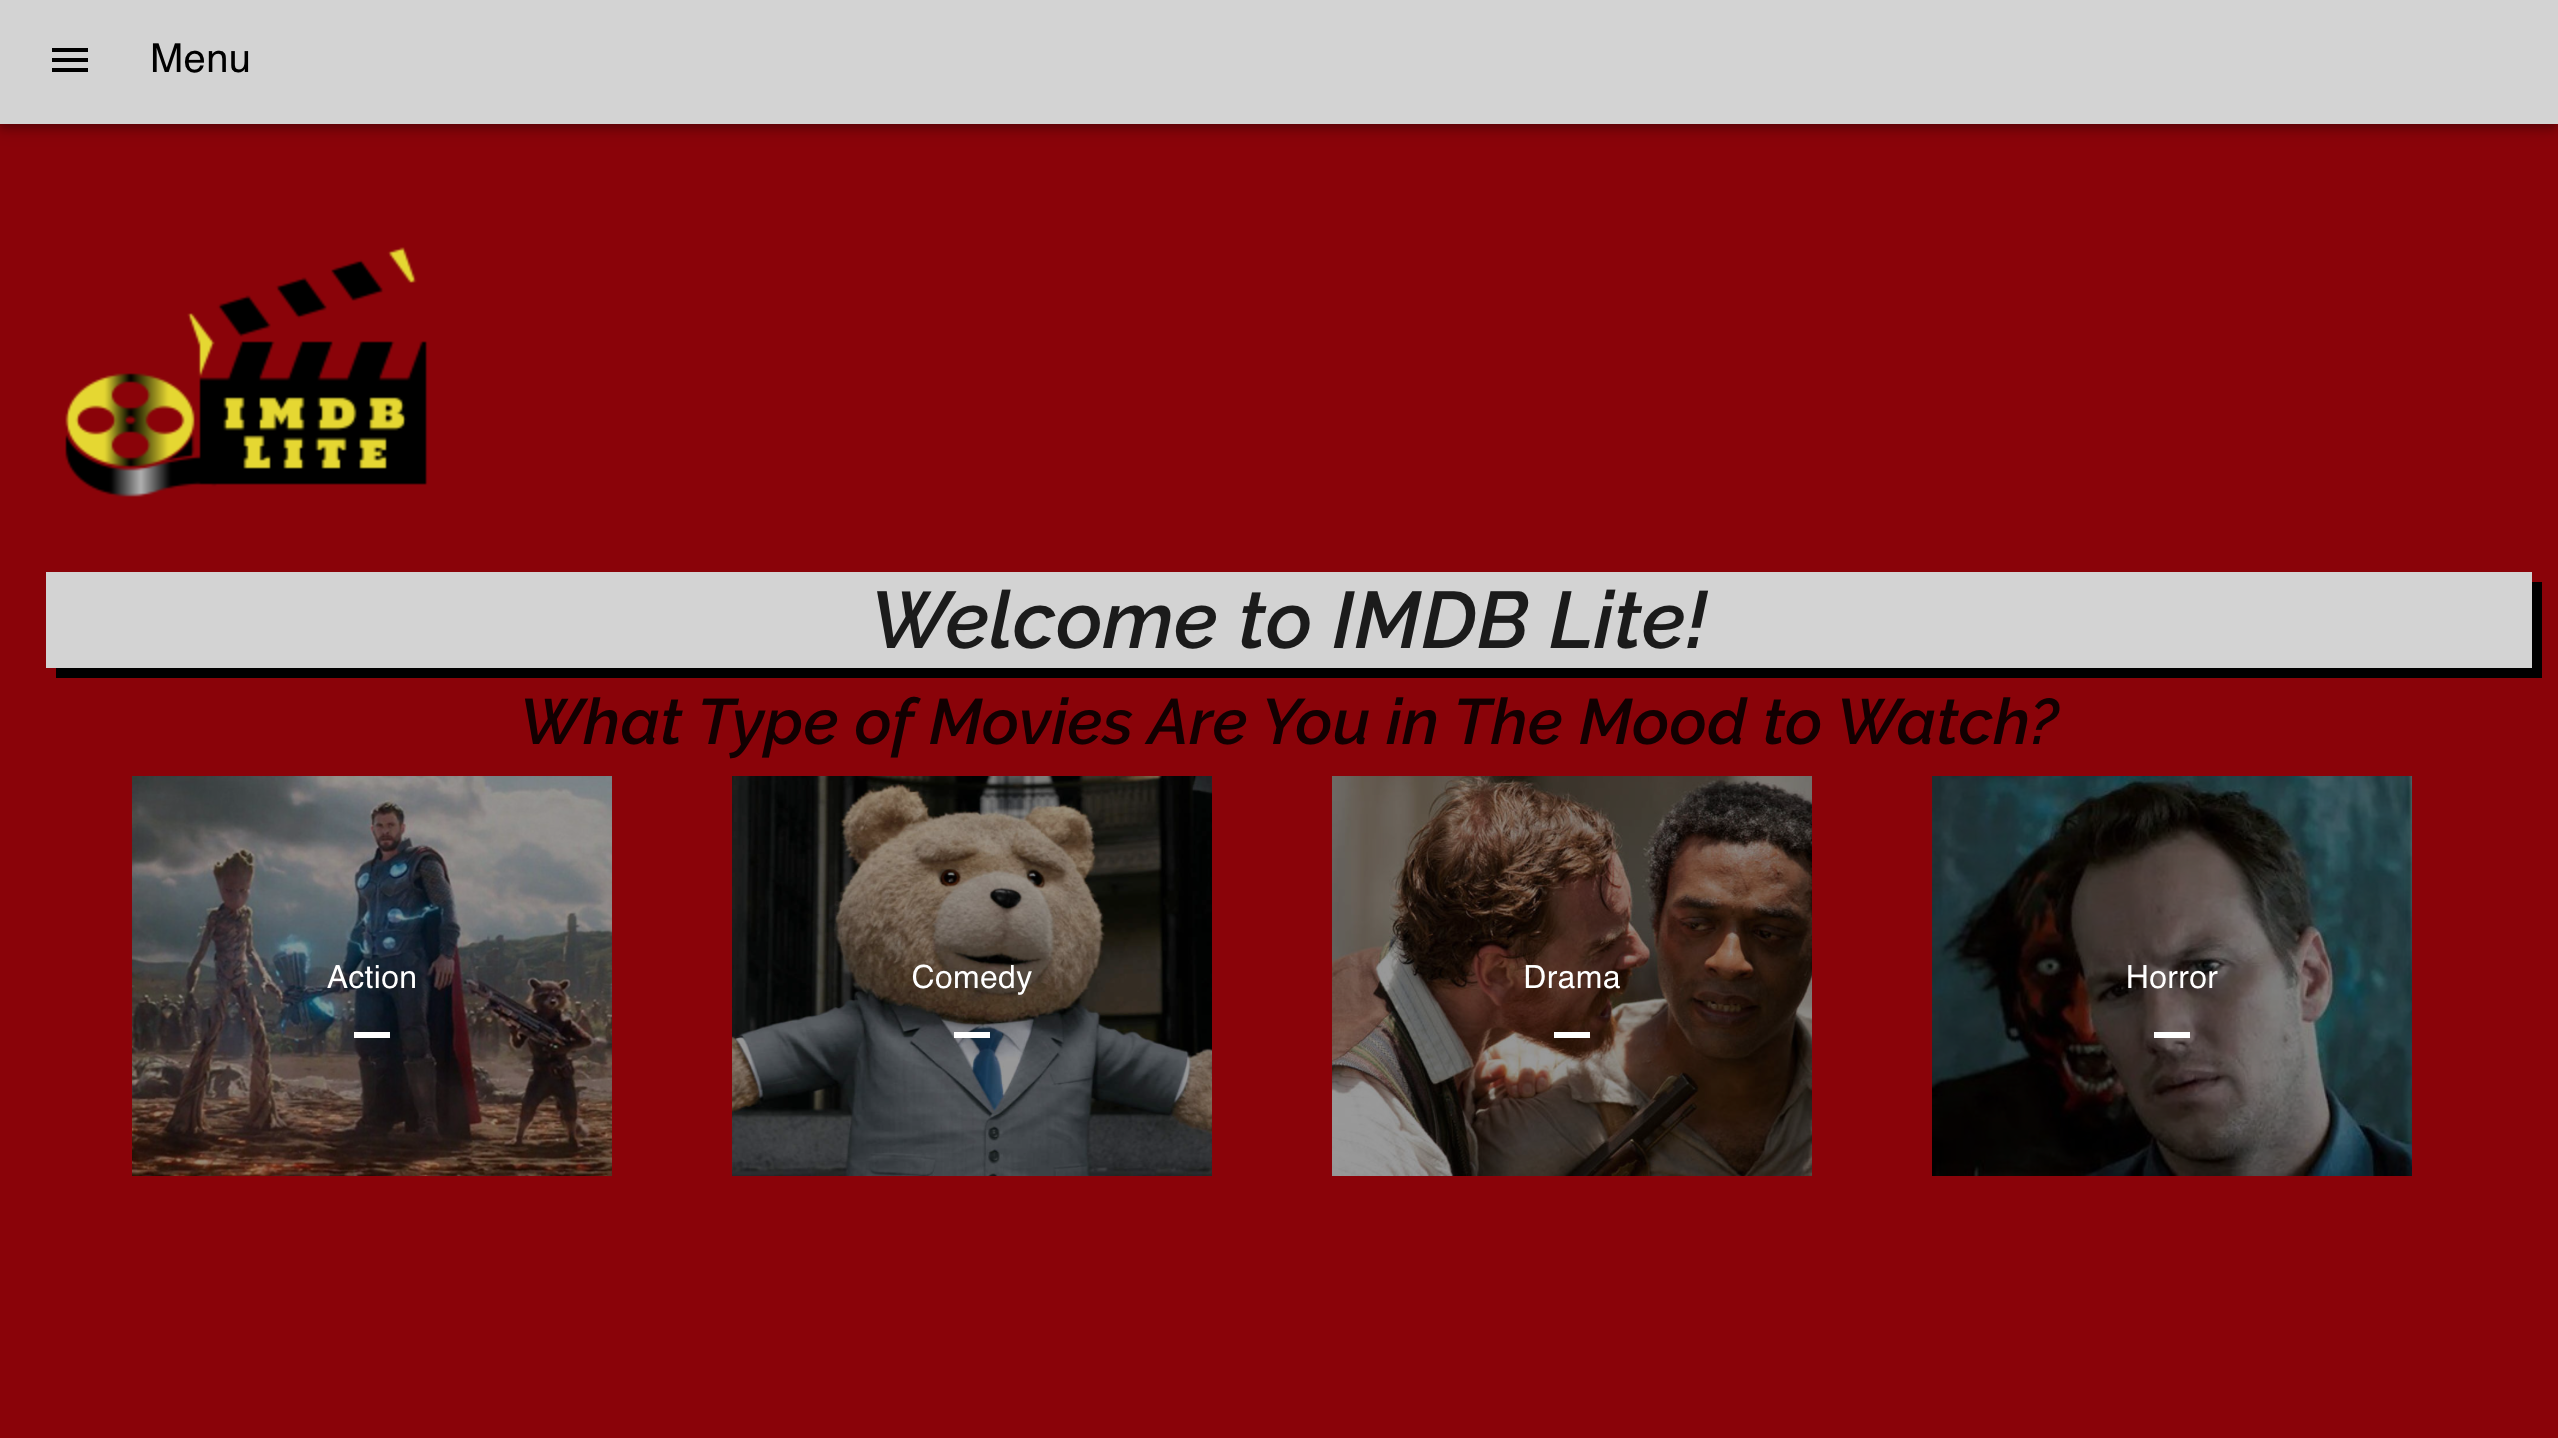 Menu
IMDB
LITE
Welcome to IMDB Lite!
What Type of Movies Are You in The Mood to Watch?
Action
Comedy
Drama
Horror